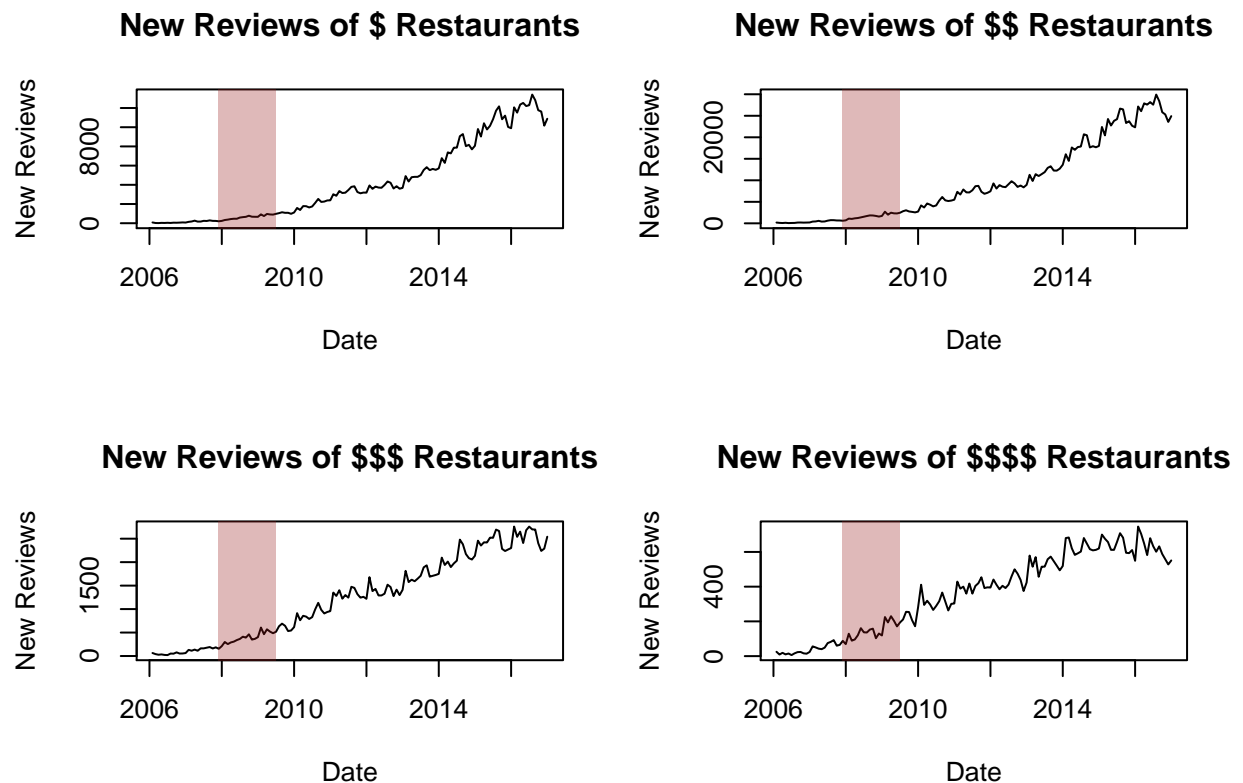 New Reviews of $ Restaurants
New Reviews
8000
0
2006 2010 2014
Date
New Reviews of $$ Restaurants
New Reviews
20000
0
2006 2010 2014
Date
New Reviews of $$$ Restaurants
New Reviews
1500
0
2006 2010 2014
Date
New Reviews of $$$$ Restaurants
New Reviews
400
0
2006 2010 2014
Date